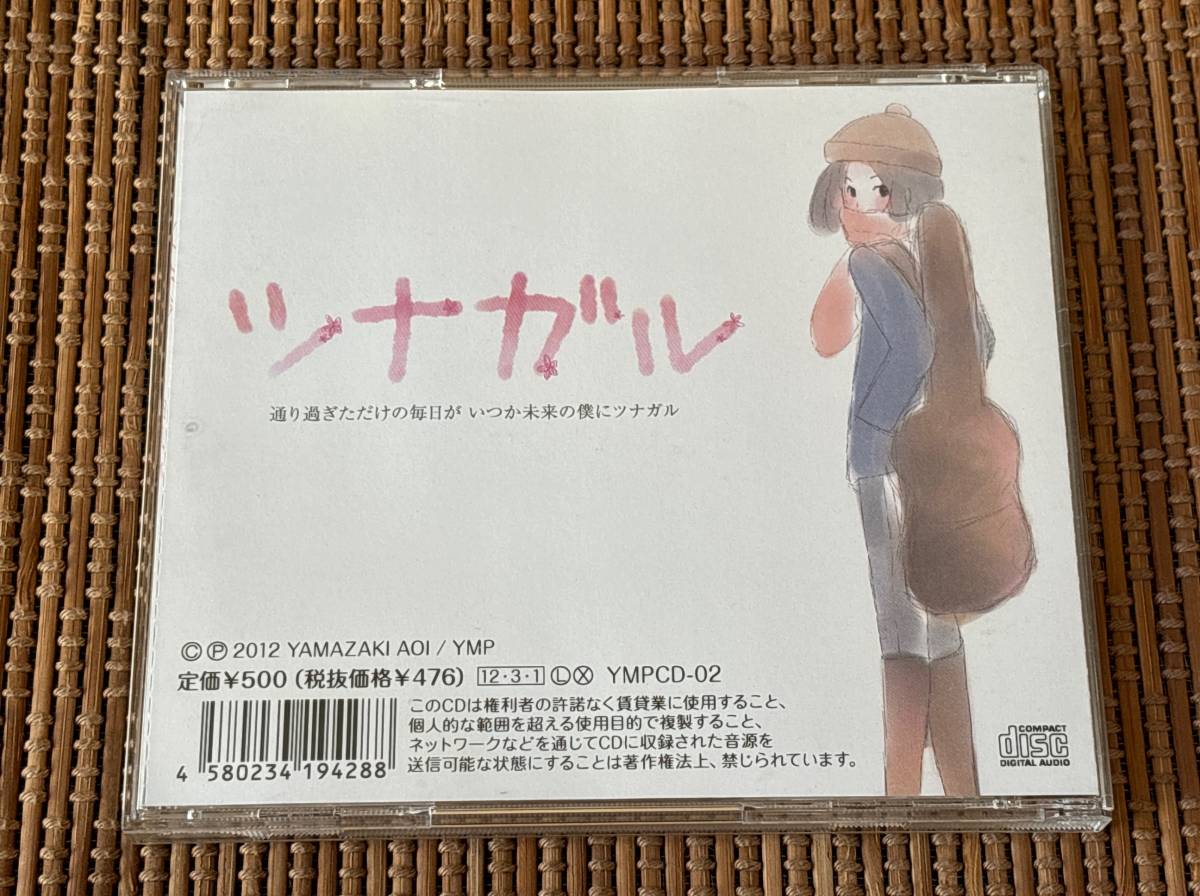 ツナガル
通り過ぎただけの毎日が いつか未来の僕にツナガル
Ⓒ Ⓟ 2012 YAMAZAKI AOI / YMP
定価¥500 (税抜価格¥476) 12・3・1 Ⓛ Ⓧ YMPCD-02
このCDは権利者の許諾なく賃貸業に使用すること、
個人的な範囲を超える使用目的で複製すること、
ネットワークなどを通じてCDに収録された音源を
送信可能な状態にすることは著作権法上、禁じられています。
4 580234 194288
COMPACT
disc
DIGITAL AUDIO